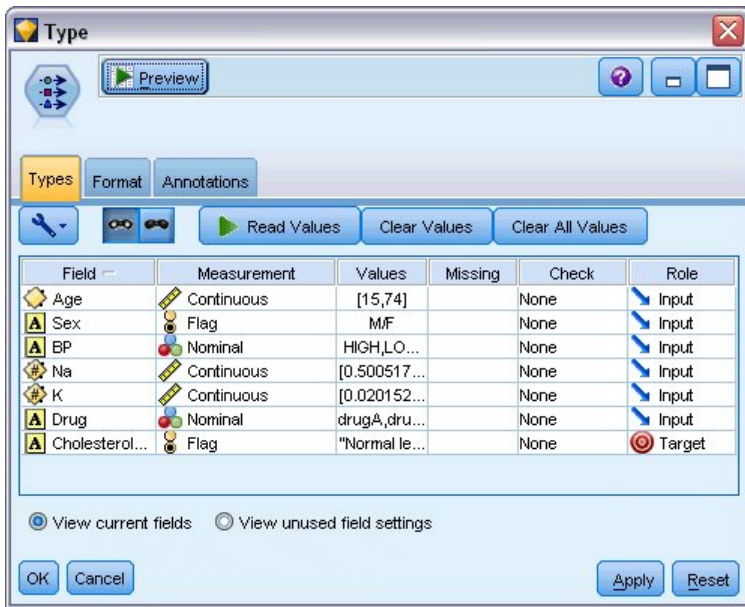 Type
Preview
?
Types Format Annotations
Read Values Clear Values Clear All Values
Field Measurement Values Missing Check Role
Age Continuous [15,74] None Input
A Sex Flag M/F None Input
A BP Nominal HIGH,LO... None Input
# Na Continuous [0.500517... None Input
# K Continuous [0.020152... None Input
A Drug Nominal drugA,dru... None Input
A Cholesterol... Flag "Normal le... None Target
View current fields View unused field settings
OK Cancel Apply Reset